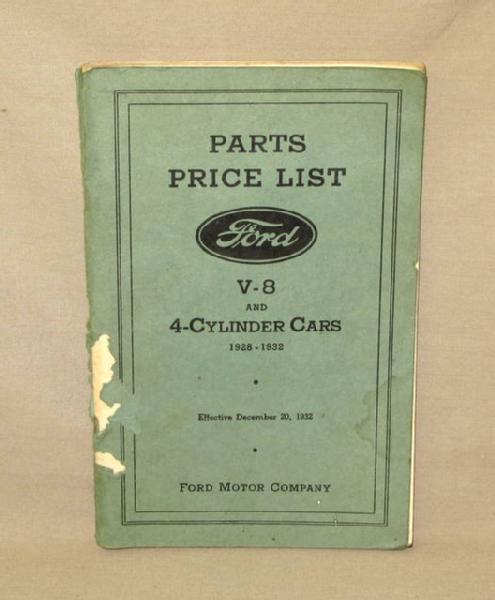 PARTS
PRICE LIST
Ford
V-8
AND
4-CYLINDER CARS
1928-1932
Effective December 20, 1932
FORD MOTOR COMPANY